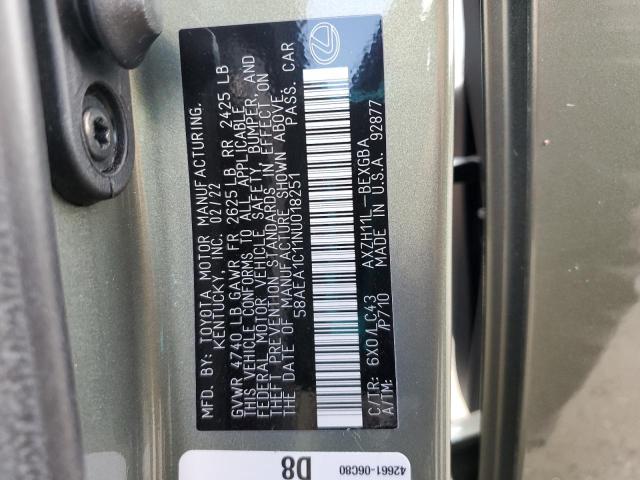 MFD. BY: TOYOTA MOTOR MANUFACTURING.
KENTUCKY, INC. 02/22
GVWR 4740 LB GAWR FR 2625 LB RR 2425 LB
THIS VEHICLE CONFORMS TO ALL APPLICABLE
FEDERAL MOTOR VEHICLE SAFETY, BUMPER, AND
THEFT PREVENTION STANDARDS IN EFFECT ON
THE DATE OF MANUFACTURE SHOWN ABOVE.
58AEA1C11NU018251 PASS. CAR
C/TR: 6X0/LC43 AXZH11L-BEXGBA
A/TM: /P710 MADE IN U.S.A. 92877
D8
42661-06C80